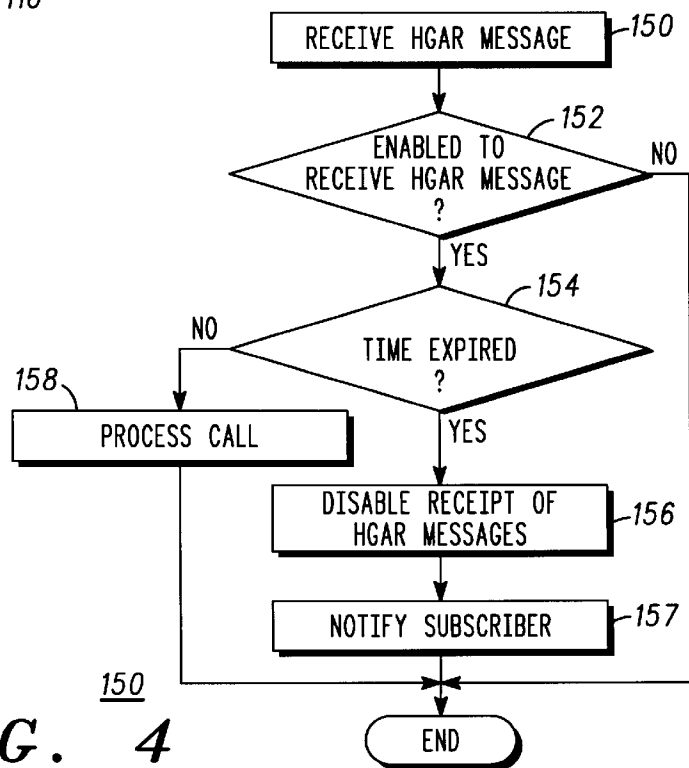 RECEIVE HGAR MESSAGE
150
152
ENABLED TO
RECEIVE HGAR MESSAGE
?
NO
YES
154
NO
TIME EXPIRED
?
158
PROCESS CALL
YES
DISABLE RECEIPT OF
HGAR MESSAGES
156
NOTIFY SUBSCRIBER
157
150
G. 4
END